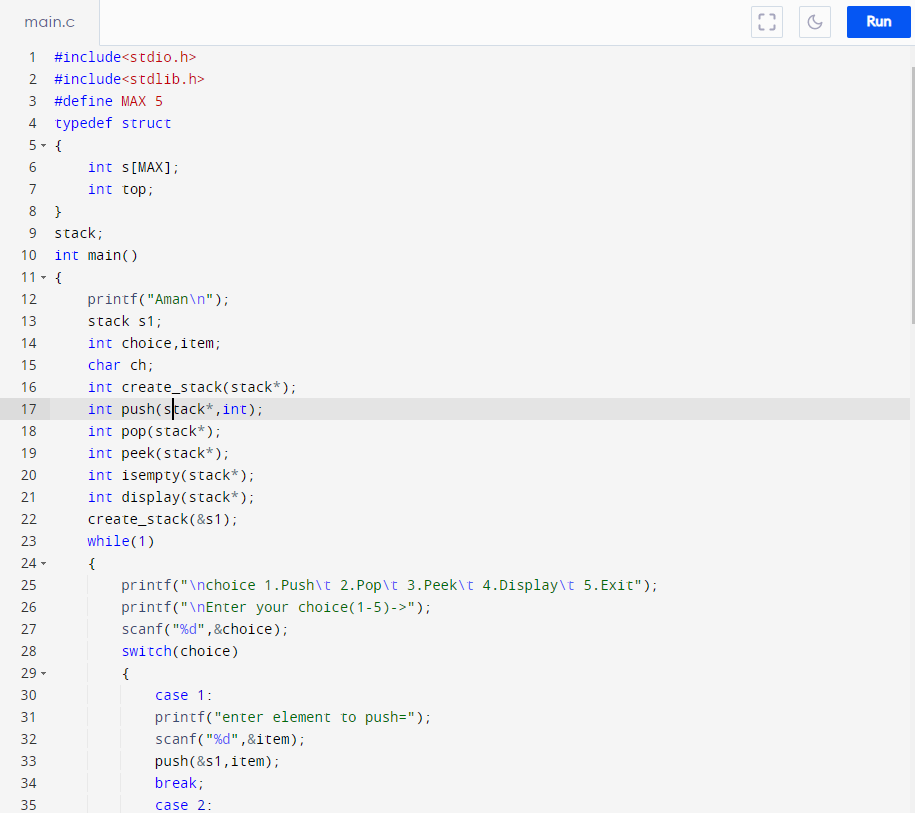 main.c
Run
1 #include<stdio.h>
2 #include<stdlib.h>
3 #define MAX 5
4 typedef struct
5 {
6     int s[MAX];
7     int top;
8 }
9 stack;
10 int main()
11 {
12     printf("Aman\n");
13     stack s1;
14     int choice,item;
15     char ch;
16     int create_stack(stack*);
17     int push(stack*,int);
18     int pop(stack*);
19     int peek(stack*);
20     int isempty(stack*);
21     int display(stack*);
22     create_stack(&s1);
23     while(1)
24     {
25         printf("\nchoice 1.Push\t 2.Pop\t 3.Peek\t 4.Display\t 5.Exit");
26         printf("\nEnter your choice(1-5)->");
27         scanf("%d",&choice);
28         switch(choice)
29         {
30             case 1:
31             printf("enter element to push=");
32             scanf("%d",&item);
33             push(&s1,item);
34             break;
35             case 2: